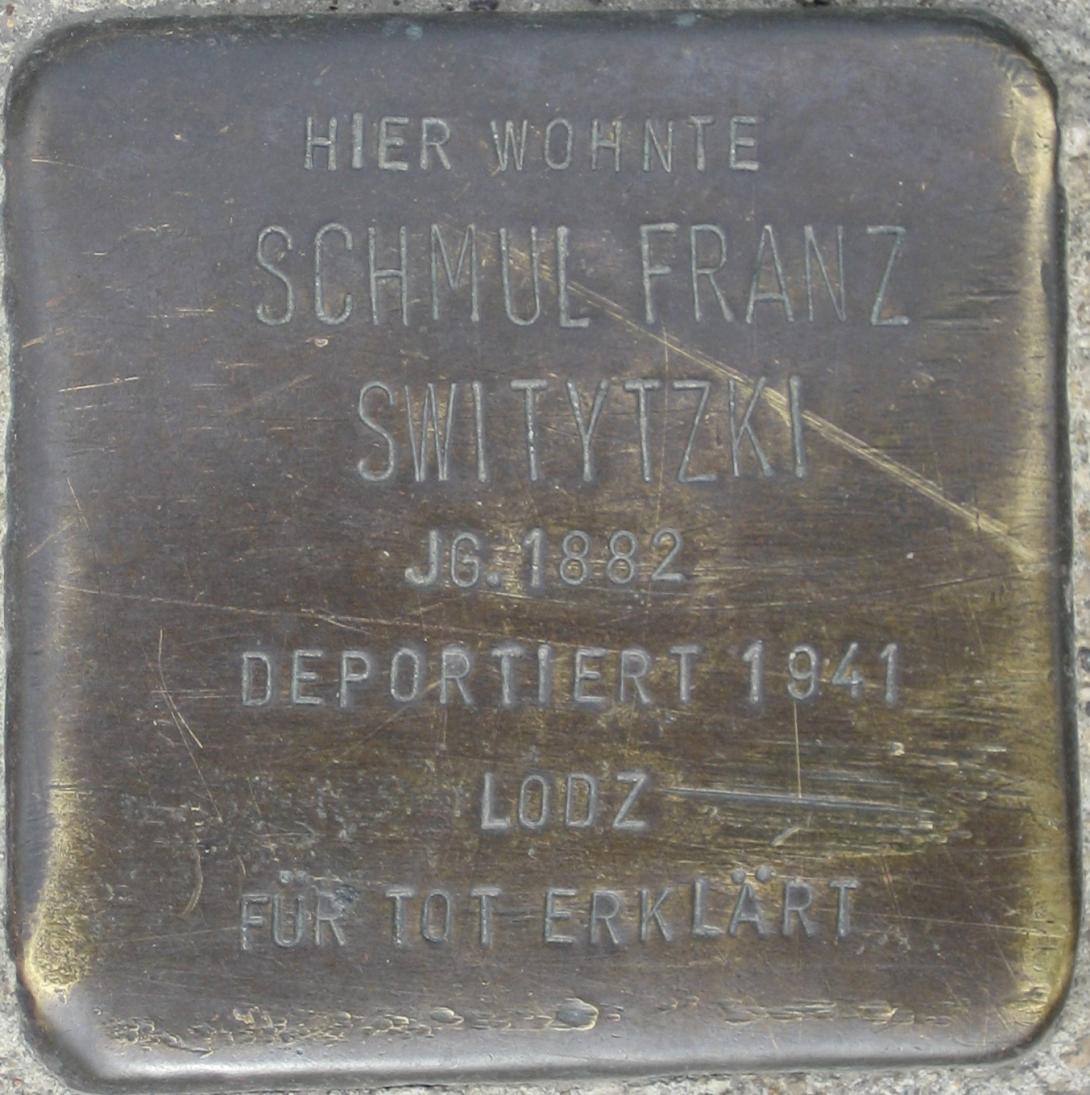 HIER WOHNTE
SCHMUL FRANZ
SWITYTZKI
JG. 1882
DEPORTIERT 1941
LODZ
FÜR TOT ERKLÄRT